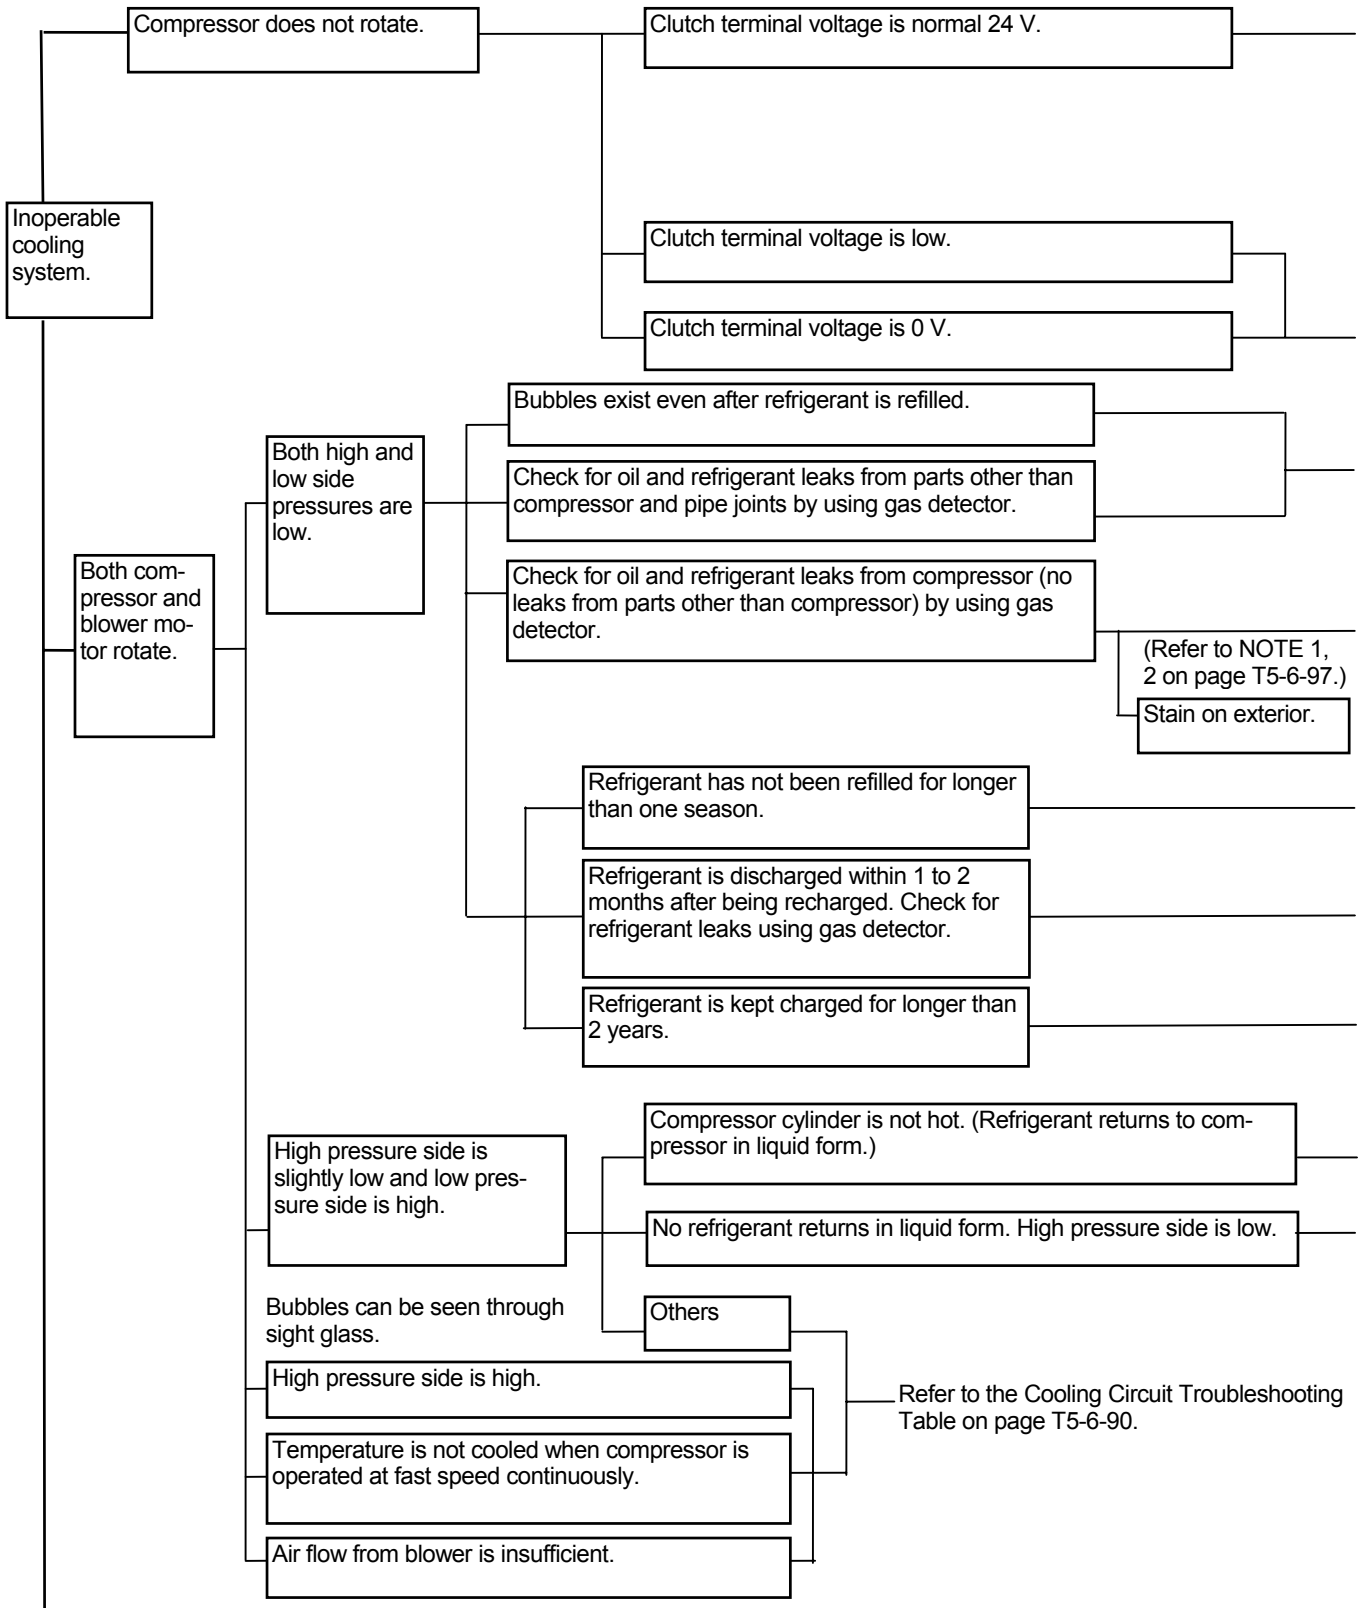 Compressor does not rotate.
Clutch terminal voltage is normal 24 V.
Inoperable
cooling
system.
Clutch terminal voltage is low.
Clutch terminal voltage is 0 V.
Bubbles exist even after refrigerant is refilled.
Both high and
low side
pressures are
low.
Check for oil and refrigerant leaks from parts other than
compressor and pipe joints by using gas detector.
Both com-
pressor and
blower mo-
tor rotate.
Check for oil and refrigerant leaks from compressor (no
leaks from parts other than compressor) by using gas
detector.
(Refer to NOTE 1,
2 on page T5-6-97.)
Stain on exterior.
Refrigerant has not been refilled for longer
than one season.
Refrigerant is discharged within 1 to 2
months after being recharged. Check for
refrigerant leaks using gas detector.
Refrigerant is kept charged for longer than
2 years.
Compressor cylinder is not hot. (Refrigerant returns to com-
pressor in liquid form.)
High pressure side is
slightly low and low pres-
sure side is high.
No refrigerant returns in liquid form. High pressure side is low.
Bubbles can be seen through
sight glass.
Others
High pressure side is high.
Refer to the Cooling Circuit Troubleshooting
Table on page T5-6-90.
Temperature is not cooled when compressor is
operated at fast speed continuously.
Air flow from blower is insufficient.